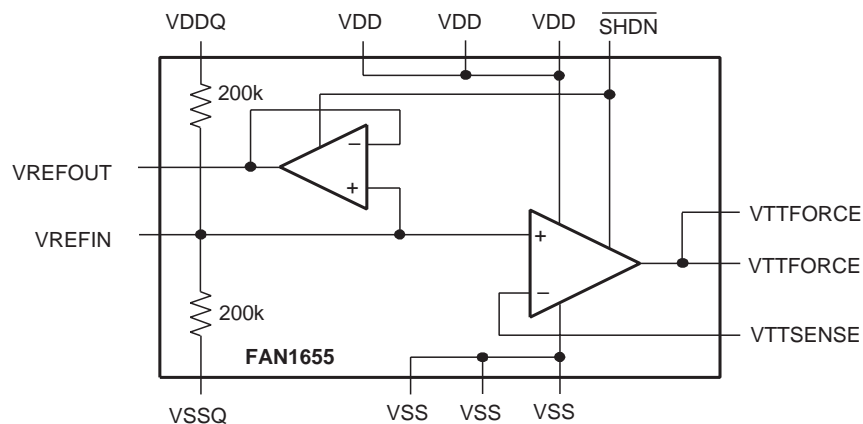 VDDQ VDD VDD VDD SHDN
200k
−
+
VREFOUT
VREFIN
+
−
VTTFORCE
VTTFORCE
VTTSENSE
200k
FAN1655
VSSQ VSS VSS VSS